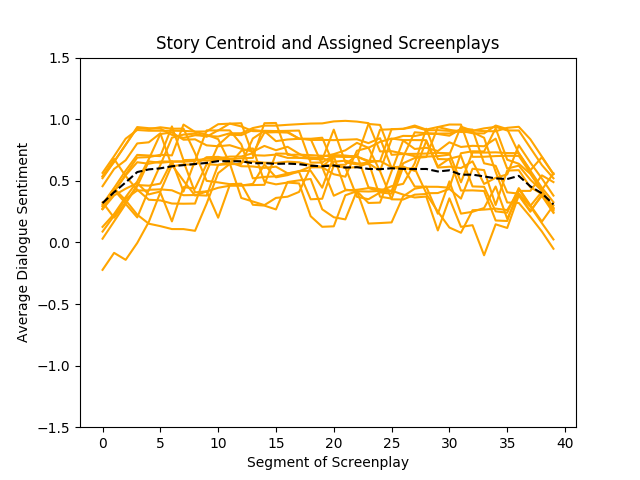 Story Centroid and Assigned Screenplays
1.5
1.0
0.5
0.0
−0.5
−1.0
−1.5
Average Dialogue Sentiment
0 5 10 15 20 25 30 35 40
Segment of Screenplay